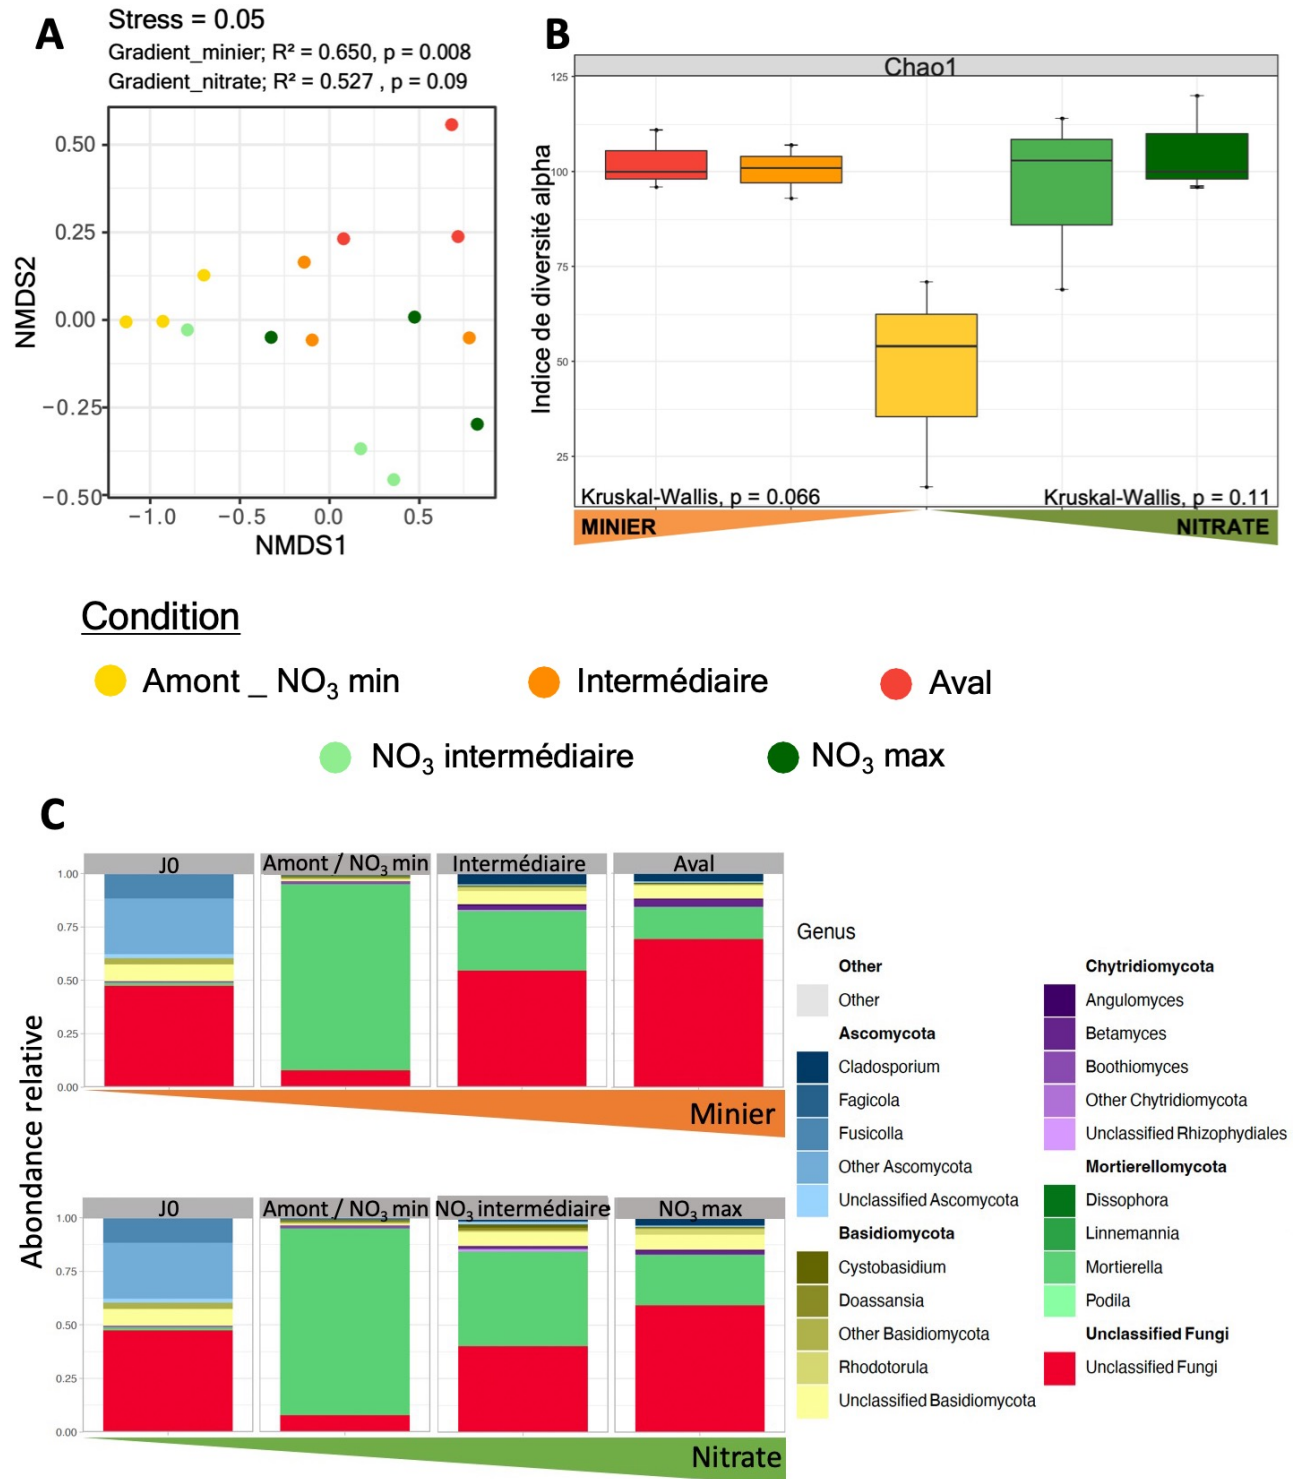 A
Stress = 0.05
Gradient_minier; R² = 0.650, p = 0.008
Gradient_nitrate; R² = 0.527 , p = 0.09
0.50
0.25
0.00
−0.25
−0.50
NMDS2
−1.0 −0.5 0.0 0.5
NMDS1
B
Chao1
125
100
75
50
25
Indice de diversité alpha
Kruskal-Wallis, p = 0.066
Kruskal-Wallis, p = 0.11
MINIER
NITRATE
Condition
Amont _ NO₃ min
Intermédiaire
Aval
NO₃ intermédiaire
NO₃ max
C
Abondance relative
J0
Amont / NO₃ min
Intermédiaire
Aval
1.00
0.75
0.50
0.25
0.00
Minier
J0
Amont / NO₃ min
NO₃ intermédiaire
NO₃ max
1.00
0.75
0.50
0.25
0.00
Nitrate
Genus
Other
Other
Ascomycota
Cladosporium
Fagicola
Fusicolla
Other Ascomycota
Unclassified Ascomycota
Basidiomycota
Cystobasidium
Doassansia
Other Basidiomycota
Rhodotorula
Unclassified Basidiomycota
Chytridiomycota
Angulomyces
Betamyces
Boothiomyces
Other Chytridiomycota
Unclassified Rhizophydiales
Mortierellomycota
Dissophora
Linnemannia
Mortierella
Podila
Unclassified Fungi
Unclassified Fungi